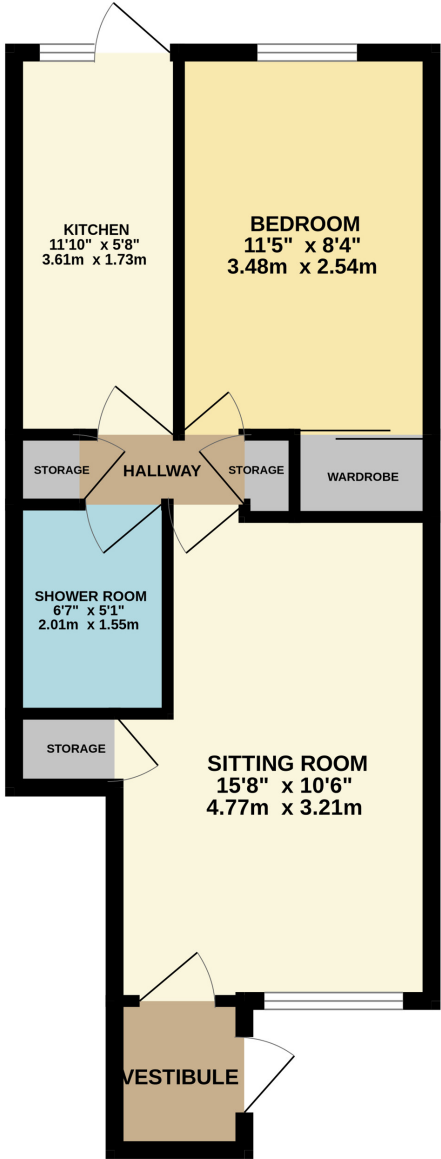 KITCHEN
11'10" x 5'8"
3.61m x 1.73m
BEDROOM
11'5" x 8'4"
3.48m x 2.54m
STORAGE
HALLWAY
STORAGE
WARDROBE
SHOWER ROOM
6'7" x 5'1"
2.01m x 1.55m
STORAGE
SITTING ROOM
15'8" x 10'6"
4.77m x 3.21m
VESTIBULE